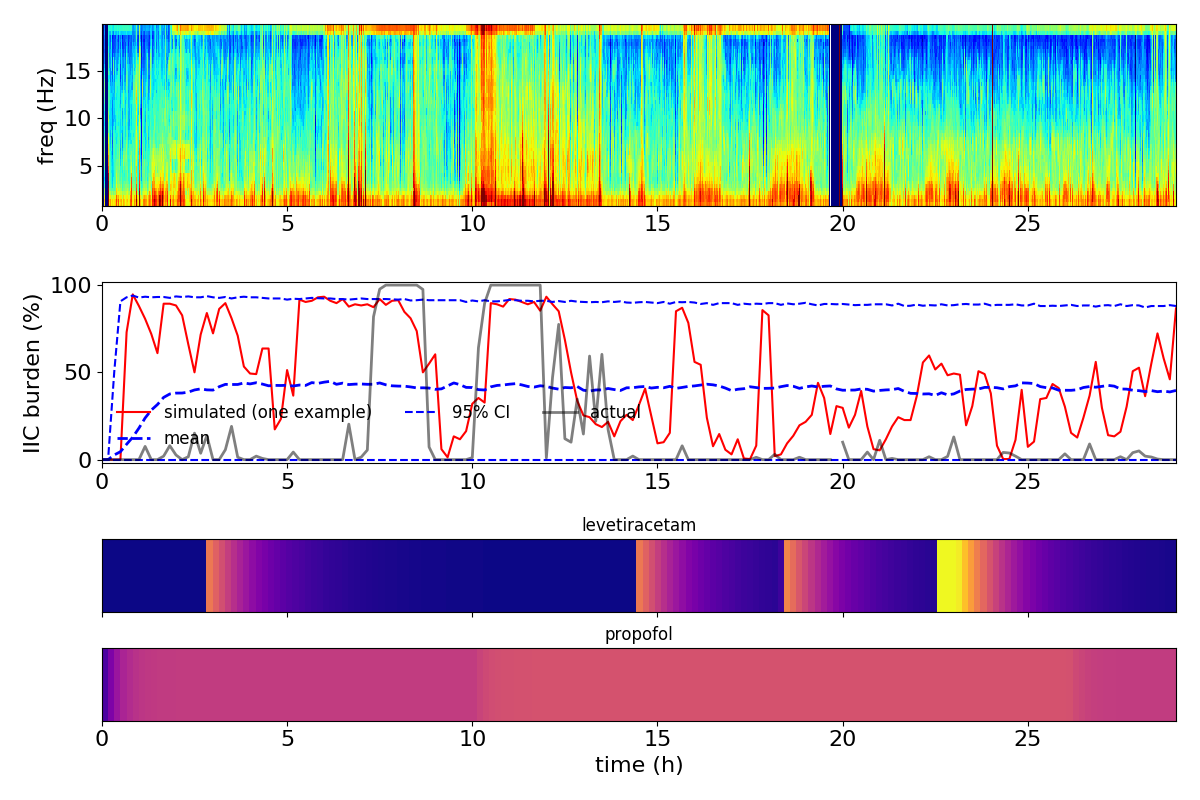 freq (Hz)
15
10
5
0 5 10 15 20 25
IIC burden (%)
100
50
0
simulated (one example) 95% CI actual
mean
0 5 10 15 20 25
levetiracetam
propofol
0 5 10 15 20 25
time (h)